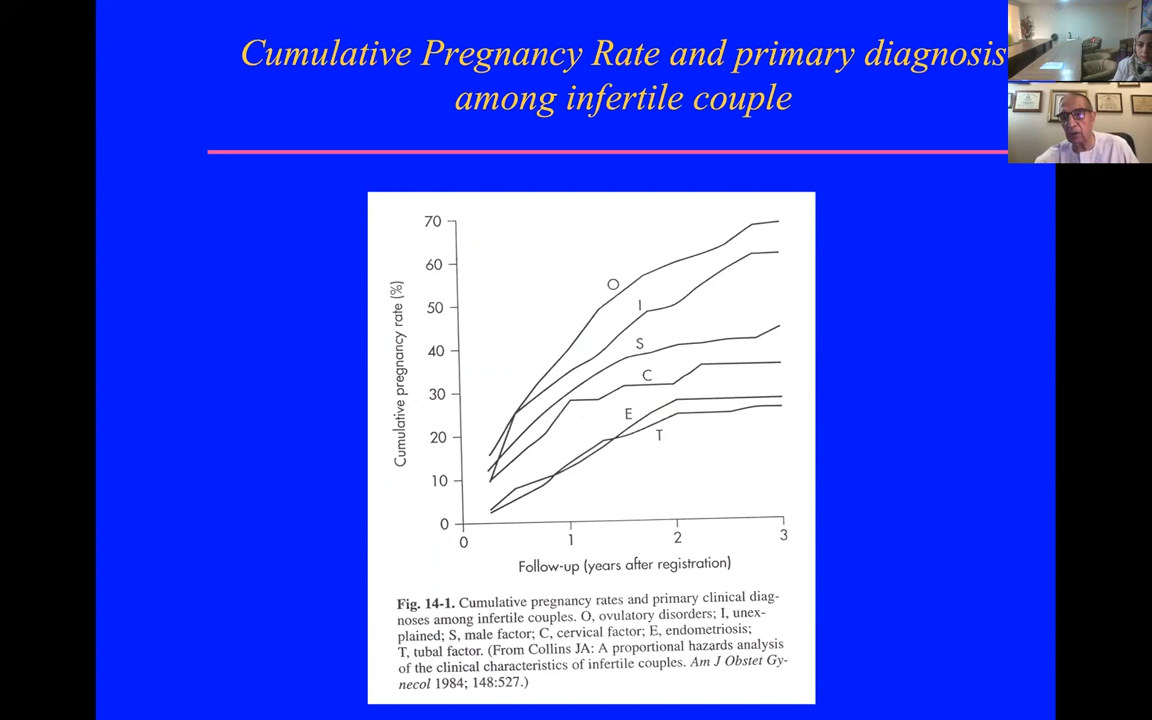 Cumulative Pregnancy Rate and primary diagnosis
among infertile couple
70
60
50
40
30
20
10
0
Cumulative pregnancy rate (%)
O
I
S
C
E
T
0
1
2
3
Follow-up (years after registration)
Fig. 14-1. Cumulative pregnancy rates and primary clinical diag-
noses among infertile couples. O, ovulatory disorders; I, unex-
plained; S, male factor; C, cervical factor; E, endometriosis;
T, tubal factor. (From Collins JA: A proportional hazards analysis
of the clinical characteristics of infertile couples. Am J Obstet Gy-
necol 1984; 148:527.)